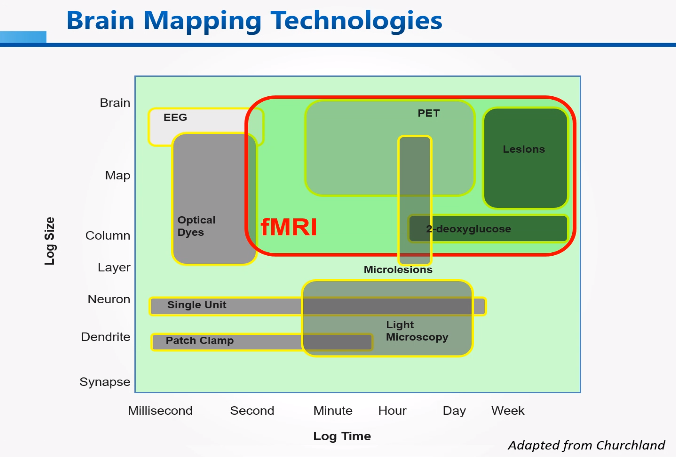 Brain Mapping Technologies
Brain
Map
Column
Layer
Neuron
Dendrite
Synapse
Log Size
EEG
PET
Lesions
Optical
Dyes
fMRI
2-deoxyglucose
Microlesions
Single Unit
Light
Microscopy
Patch Clamp
Millisecond
Second
Minute
Hour
Day
Week
Log Time
Adapted from Churchland